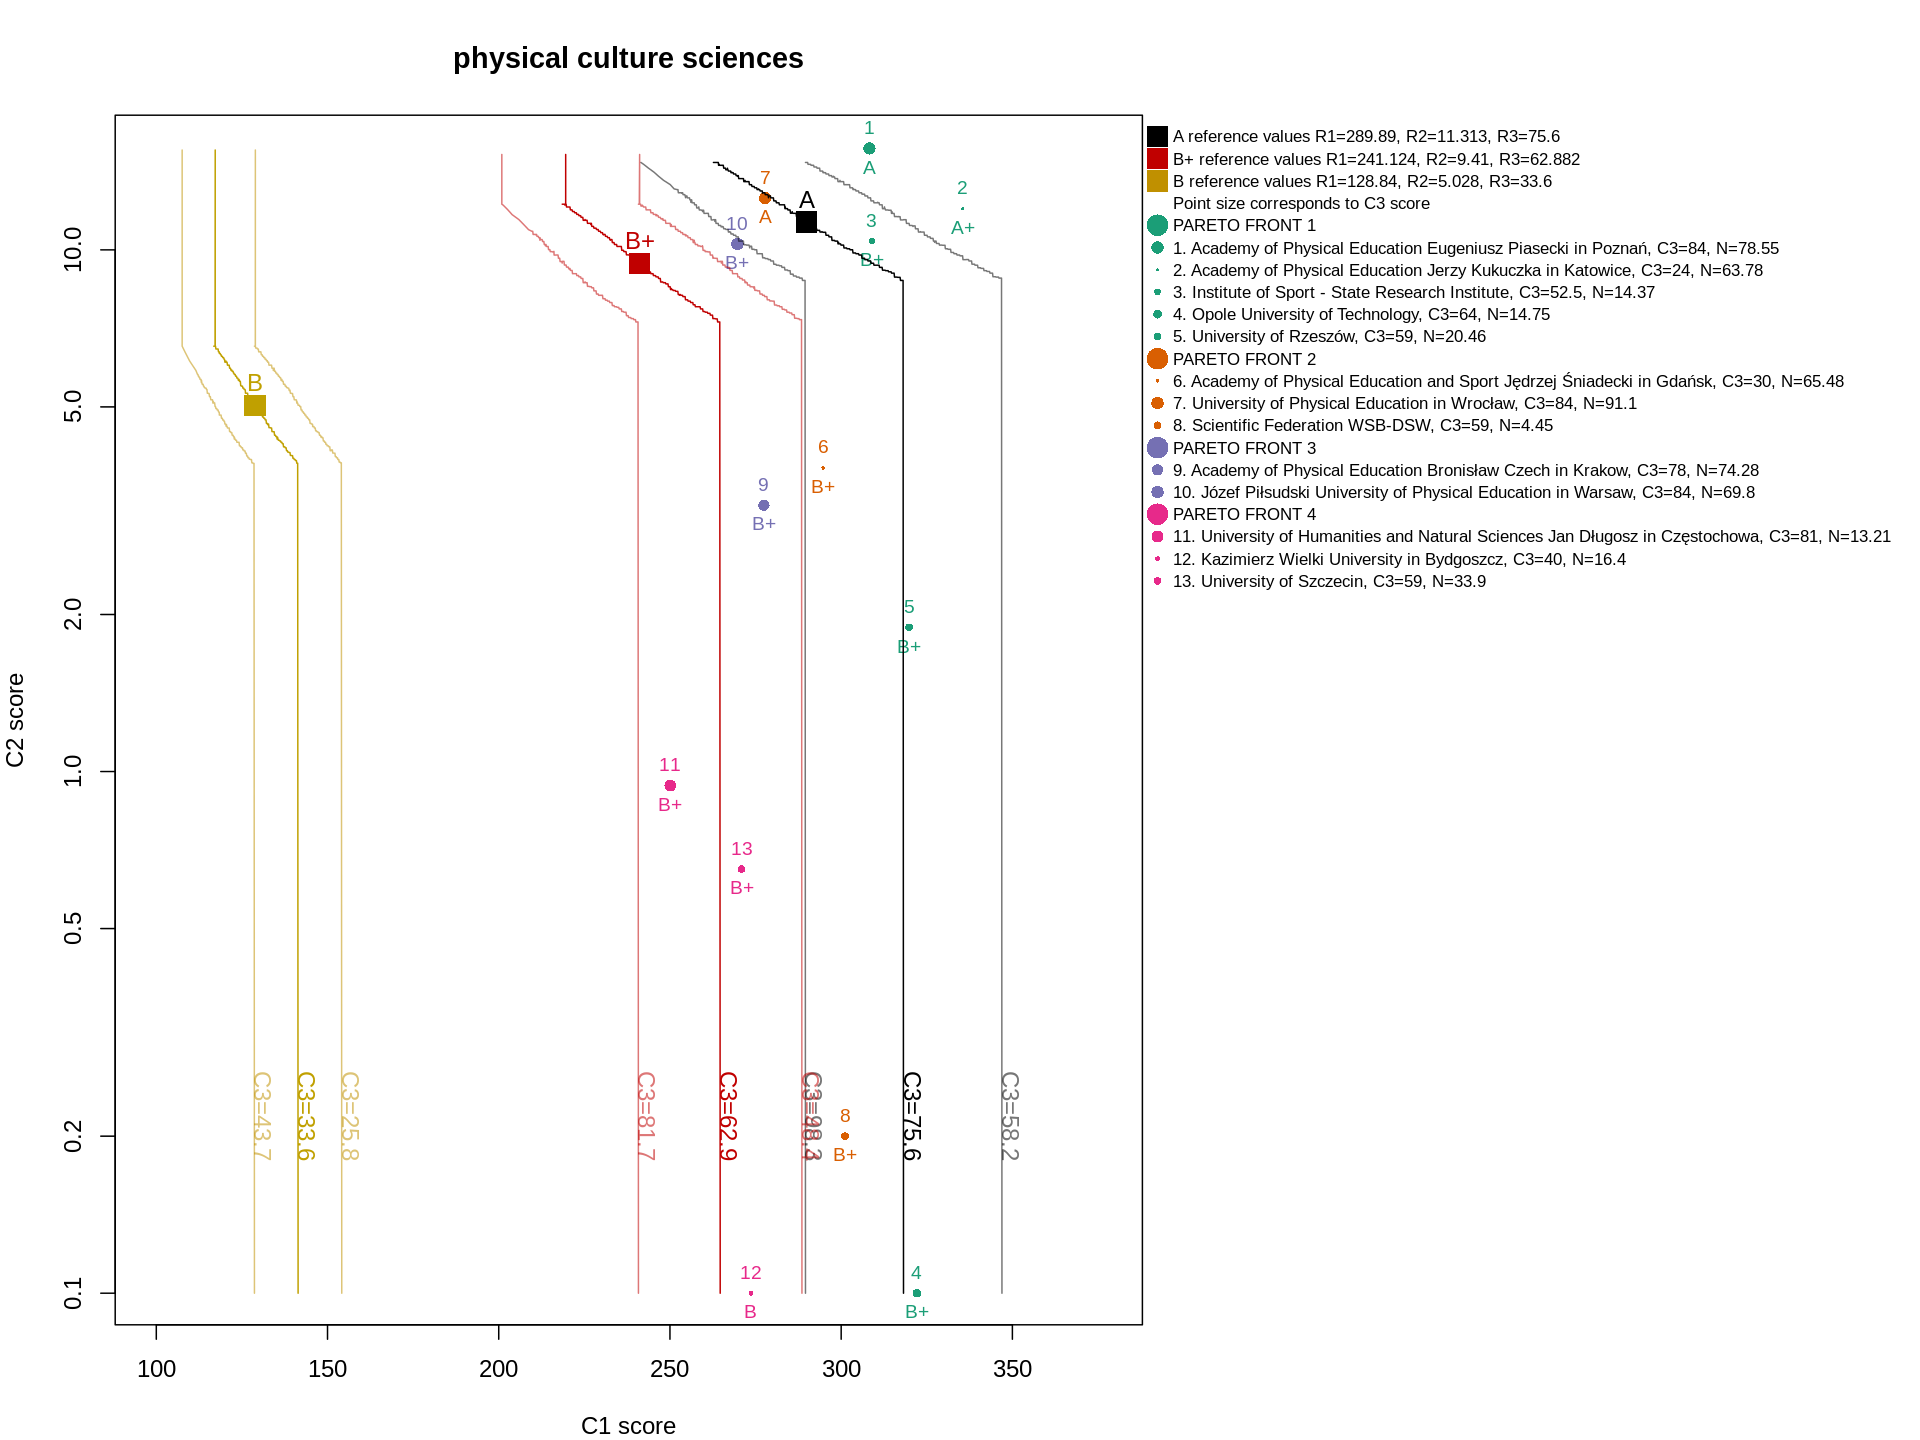 physical culture sciences
A reference values R1=289.89, R2=11.313, R3=75.6
B+ reference values R1=241.124, R2=9.41, R3=62.882
B reference values R1=128.84, R2=5.028, R3=33.6
Point size corresponds to C3 score
PARETO FRONT 1
1. Academy of Physical Education Eugeniusz Piasecki in Poznań, C3=84, N=78.55
2. Academy of Physical Education Jerzy Kukuczka in Katowice, C3=24, N=63.78
3. Institute of Sport - State Research Institute, C3=52.5, N=14.37
4. Opole University of Technology, C3=64, N=14.75
5. University of Rzeszów, C3=59, N=20.46
PARETO FRONT 2
6. Academy of Physical Education and Sport Jędrzej Śniadecki in Gdańsk, C3=30, N=65.48
7. University of Physical Education in Wrocław, C3=84, N=91.1
8. Scientific Federation WSB-DSW, C3=59, N=4.45
PARETO FRONT 3
9. Academy of Physical Education Bronisław Czech in Krakow, C3=78, N=74.28
10. Józef Piłsudski University of Physical Education in Warsaw, C3=84, N=69.8
PARETO FRONT 4
11. University of Humanities and Natural Sciences Jan Długosz in Częstochowa, C3=81, N=13.21
12. Kazimierz Wielki University in Bydgoszcz, C3=40, N=16.4
13. University of Szczecin, C3=59, N=33.9
1
A
7
A
2
A+
A
3
B+
10
B+
B+
B
6
B+
9
B+
5
B+
11
B+
13
B+
8
B+
12
B
4
B+
C3=43.7
C3=33.6
C3=25.8
C3=81.7
C3=62.9
C3=75.6
C3=58.2
C2 score
10.0
5.0
2.0
1.0
0.5
0.2
0.1
100
150
200
250
300
350
C1 score